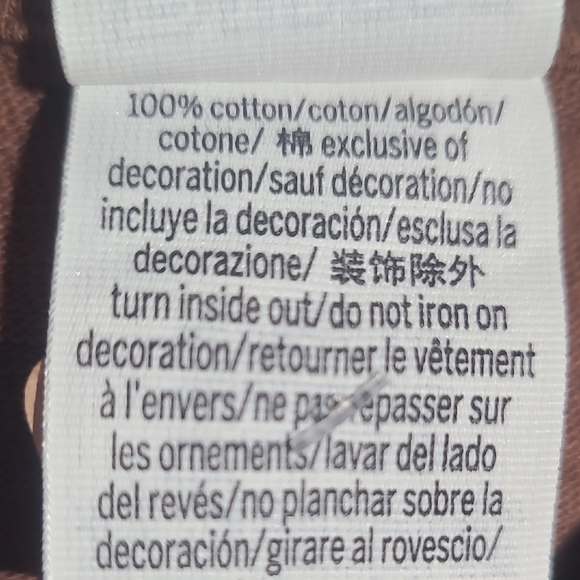 100% cotton/coton/algodón/
cotone/ 棉 exclusive of
decoration/sauf décoration/no
incluye la decoración/esclusa la
decorazione/ 装饰除外
turn inside out/do not iron on
decoration/retourner le vêtement
à l'envers/ne pas repasser sur
les ornements/lavar del lado
del revés/no planchar sobre la
decoración/girare al rovescio/